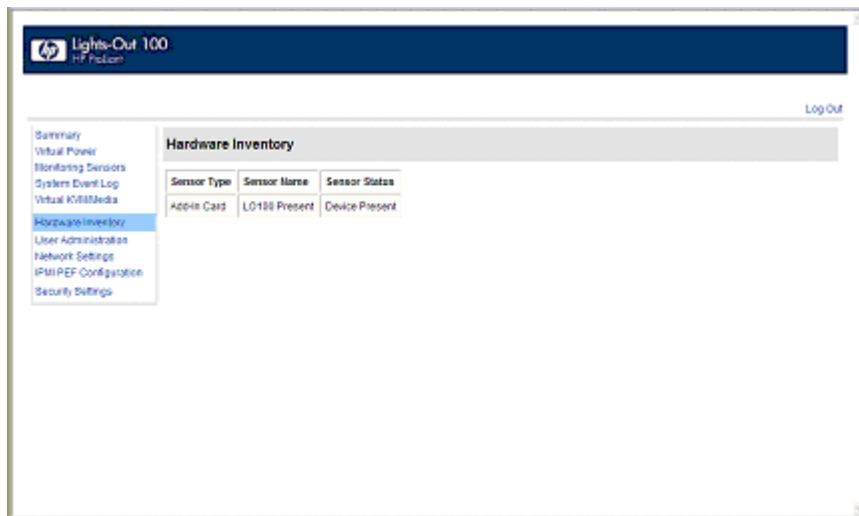 hp Lights-Out 100
HP ProLiant
Log Out
Summary
Virtual Power
Monitoring Sensors
System Event Log
Virtual KVM/Media
Hardware Inventory
User Administration
Network Settings
IPMI PEF Configuration
Security Settings
Hardware Inventory
Sensor Type Sensor Name Sensor Status
Add-in Card LO100 Present Device Present